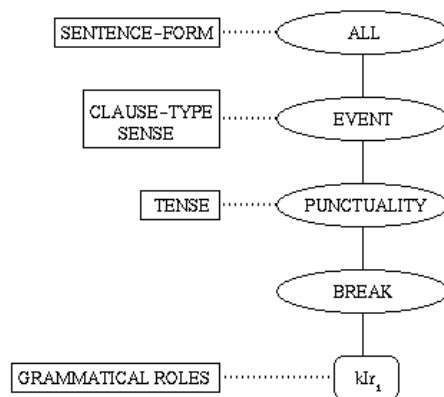 SENTENCE-FORM
ALL
CLAUSE-TYPE
SENSE
EVENT
TENSE
PUNCTUALITY
BREAK
GRAMMATICAL ROLES
kIr₁